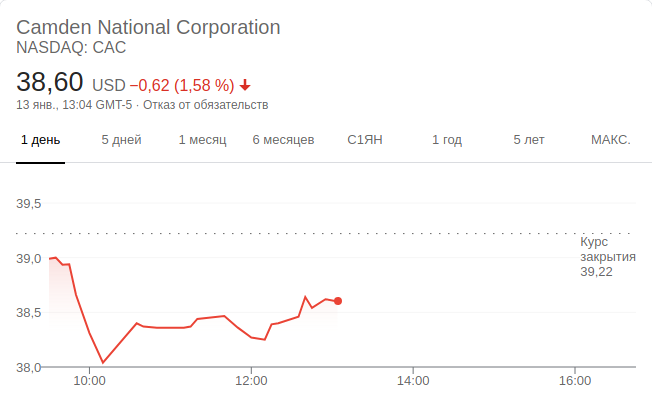 Camden National Corporation
NASDAQ: CAC
38,60 USD −0,62 (1,58 %)
13 янв., 13:04 GMT-5 · Отказ от обязательств
1 день 5 дней 1 месяц 6 месяцев С1ЯН 1 год 5 лет МАКС.
39,5
Курс
закрытия
39,22
39,0
38,5
38,0
10:00 12:00 14:00 16:00